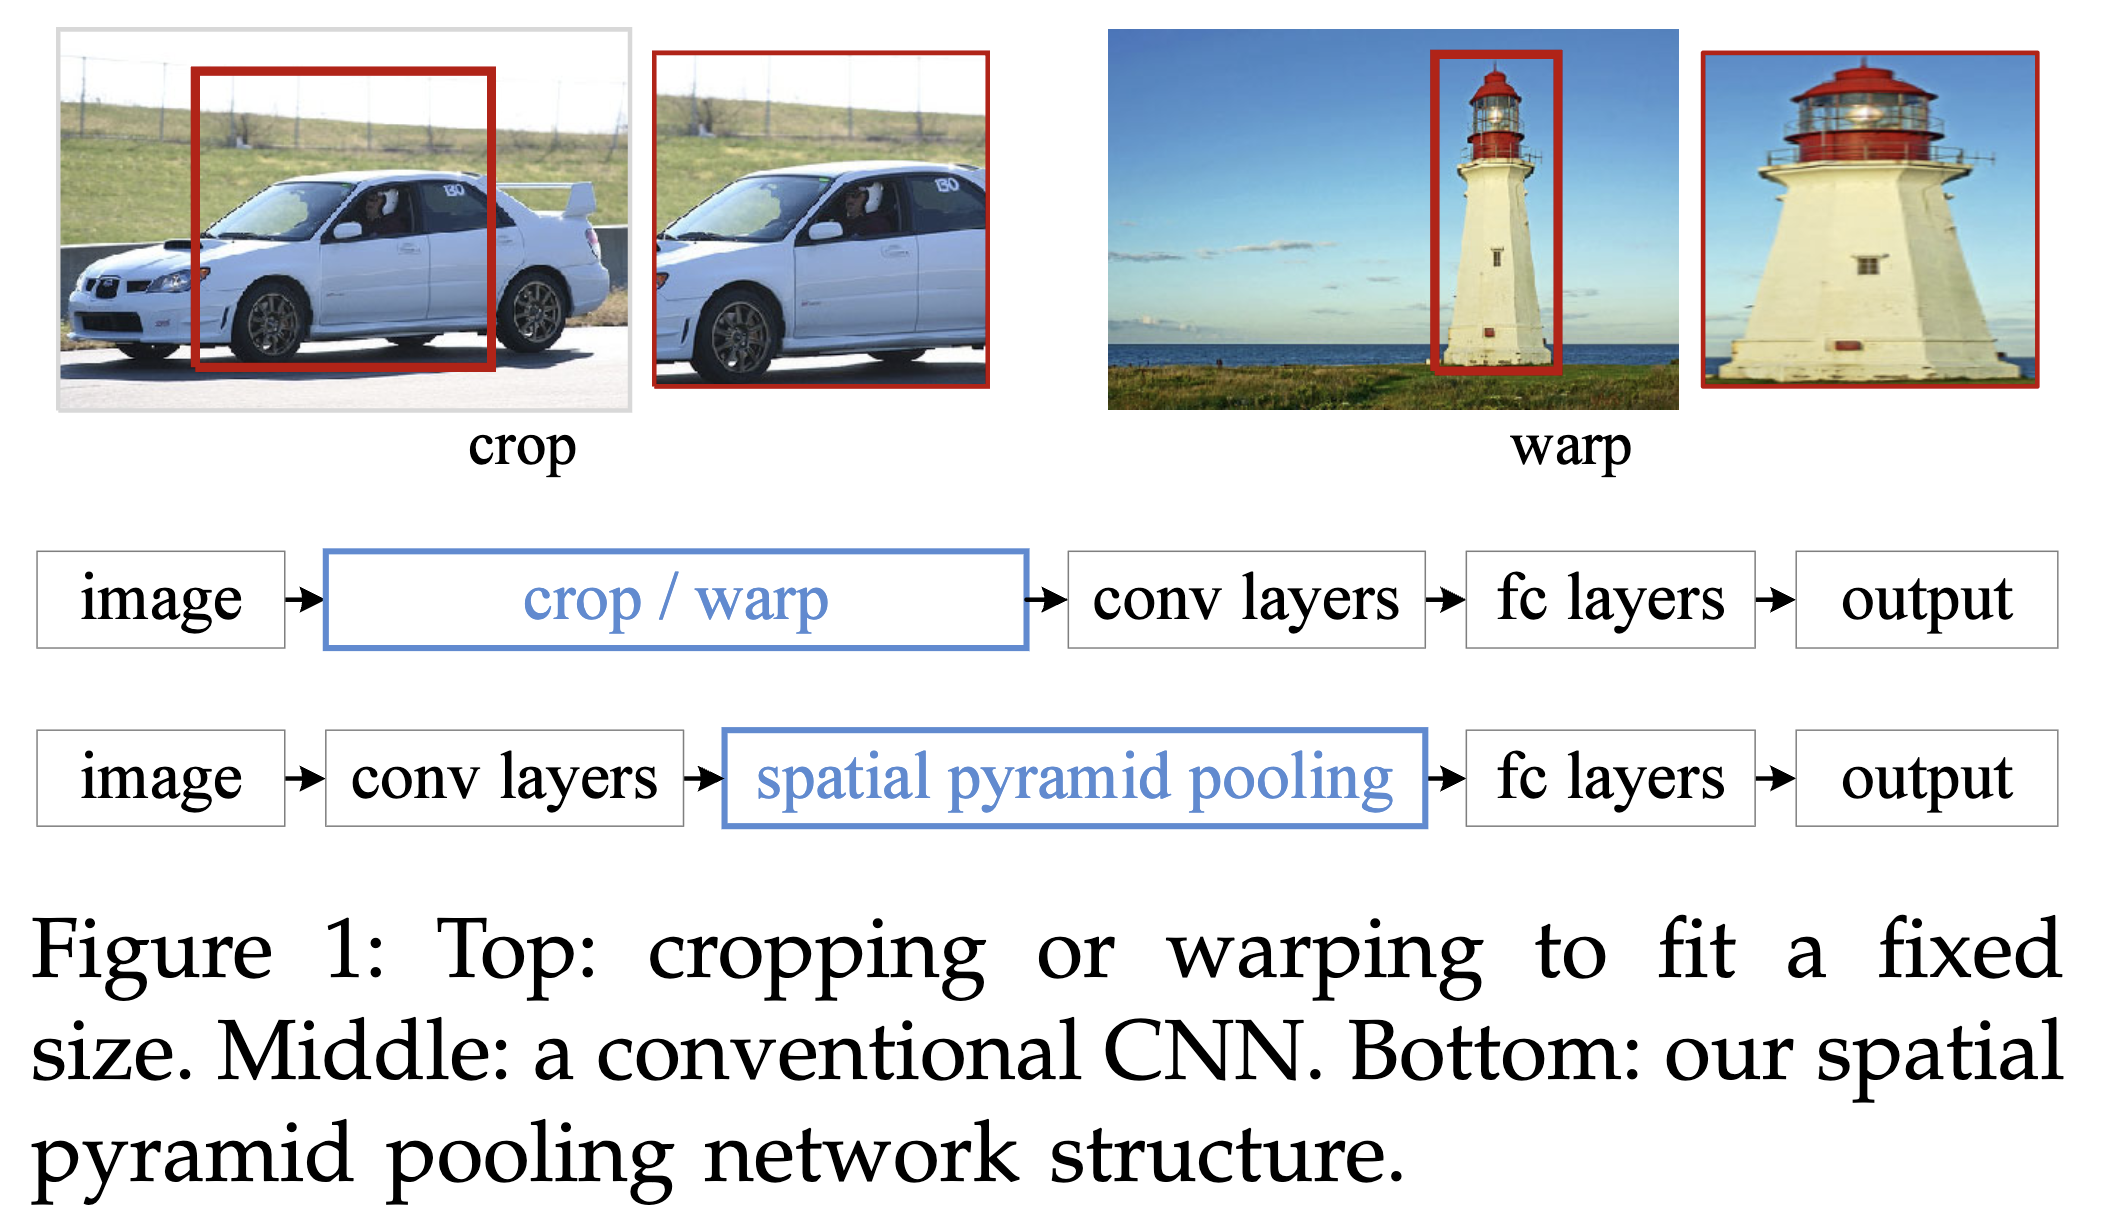 130
130
crop
warp
image
crop / warp
conv layers
fc layers
output
image
conv layers
spatial pyramid pooling
fc layers
output
Figure 1: Top: cropping or warping to fit a fixed
size. Middle: a conventional CNN. Bottom: our spatial
pyramid pooling network structure.